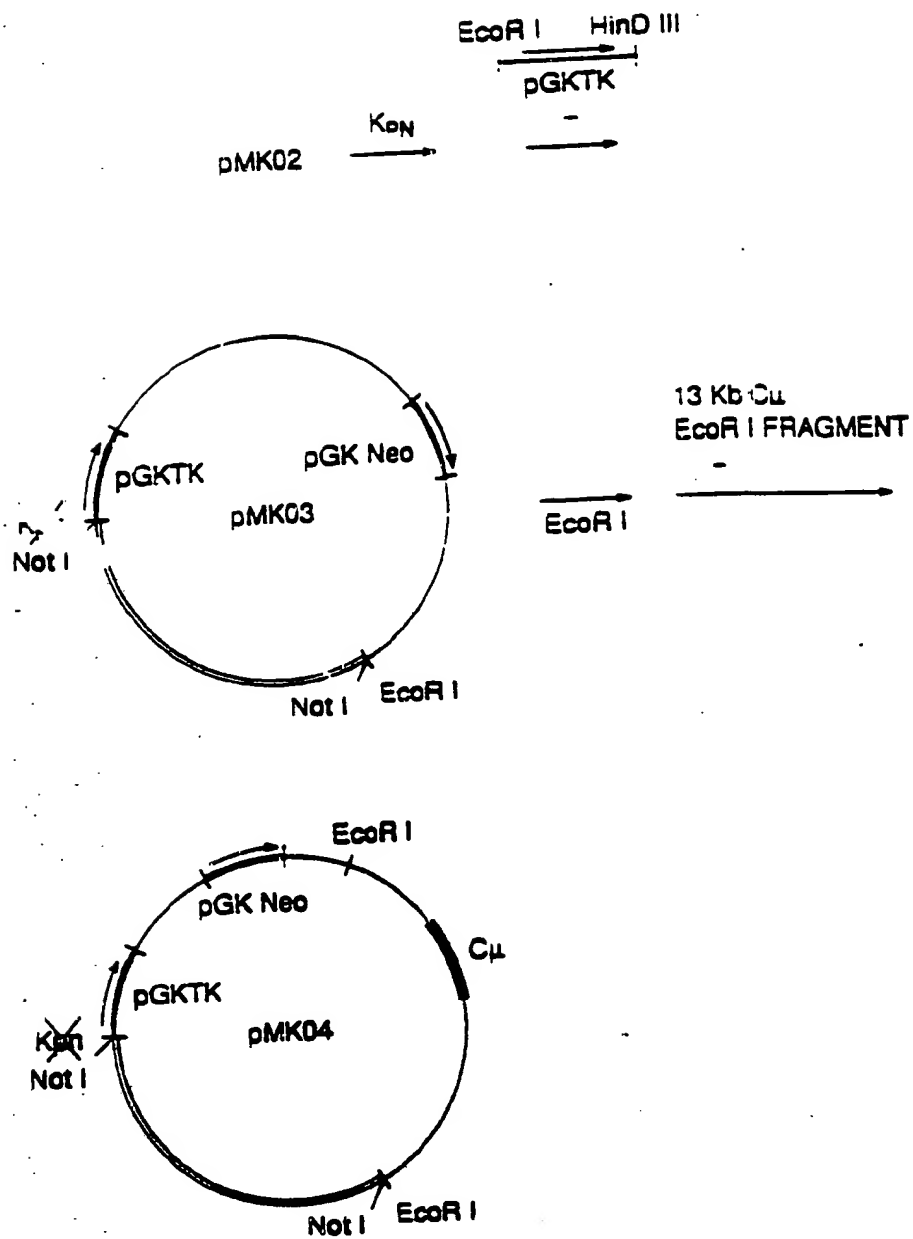 EcoR I HinD III
pGKTK
pMK02 KpN
pGKTK pGK Neo
pMK03
Not I
EcoR I
13 Kb Cμ
EcoR I FRAGMENT
Not I EcoR I
EcoR I
pGK Neo
Cμ
pGKTK
pMK04
Kpn
Not I
Not I EcoR I